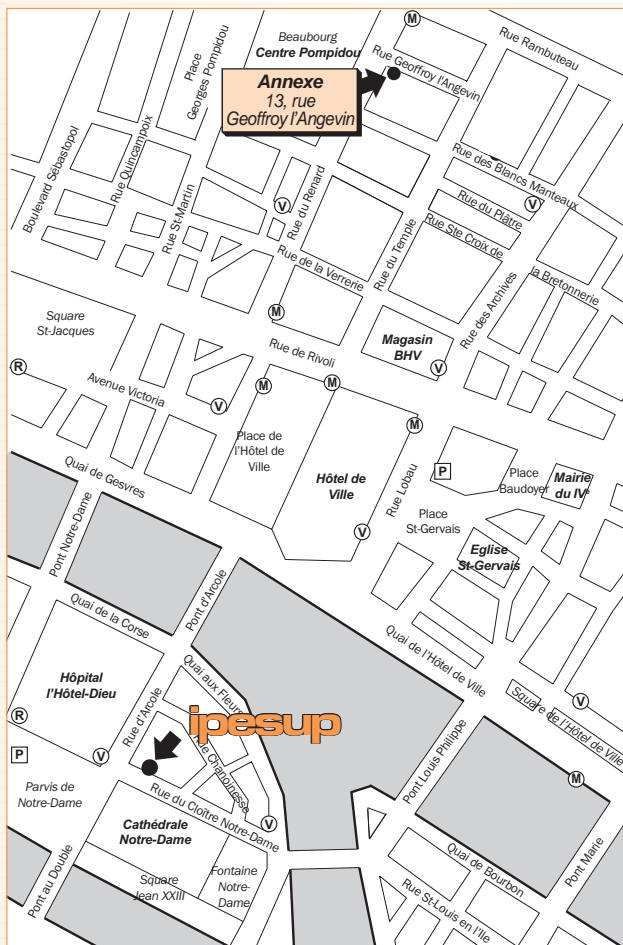 M
Beaubourg
Centre Pompidou
Rue Rambuteau
Rue Geoffroy l'Angevin
Place
Georges Pompidou
Annexe
13, rue
Geoffroy l'Angevin
Boulevard Sébastopol
Rue Quincampoix
Rue St-Martin
Rue du Renard
V
Rue des Blancs Manteaux
Rue du Plâtre
V
Rue Ste Croix de
la Bretonnerie
Rue du Temple
Rue de la Verrerie
Rue des Archives
Square
St-Jacques
M
Rue de Rivoli
Magasin
BHV
V
R
Avenue Victoria
V
M
M
M
Place de
l'Hôtel de
Ville
Hôtel de
Ville
Rue Lobau
P
Place
Baudoyer
Mairie
du IVe
Quai de Gesvres
Place
St-Gervais
V
Eglise
St-Gervais
Pont Notre-Dame
Pont d'Arcole
Quai de la Corse
Quai de l'Hôtel de Ville
Hôpital
l'Hôtel-Dieu
Quai aux Fleurs
Square de l'Hôtel de Ville
V
R
Rue d'Arcole
ipesup
P
V
Rue Chanoinesse
Pont Louis Philippe
M
Parvis de
Notre-Dame
Rue du Cloître Notre-Dame
V
Cathédrale
Notre-Dame
Quai de Bourbon
Pont Marie
Pont au Double
Square
Jean XXIII
Fontaine
Notre-
Dame
Rue St-Louis en l'Ile